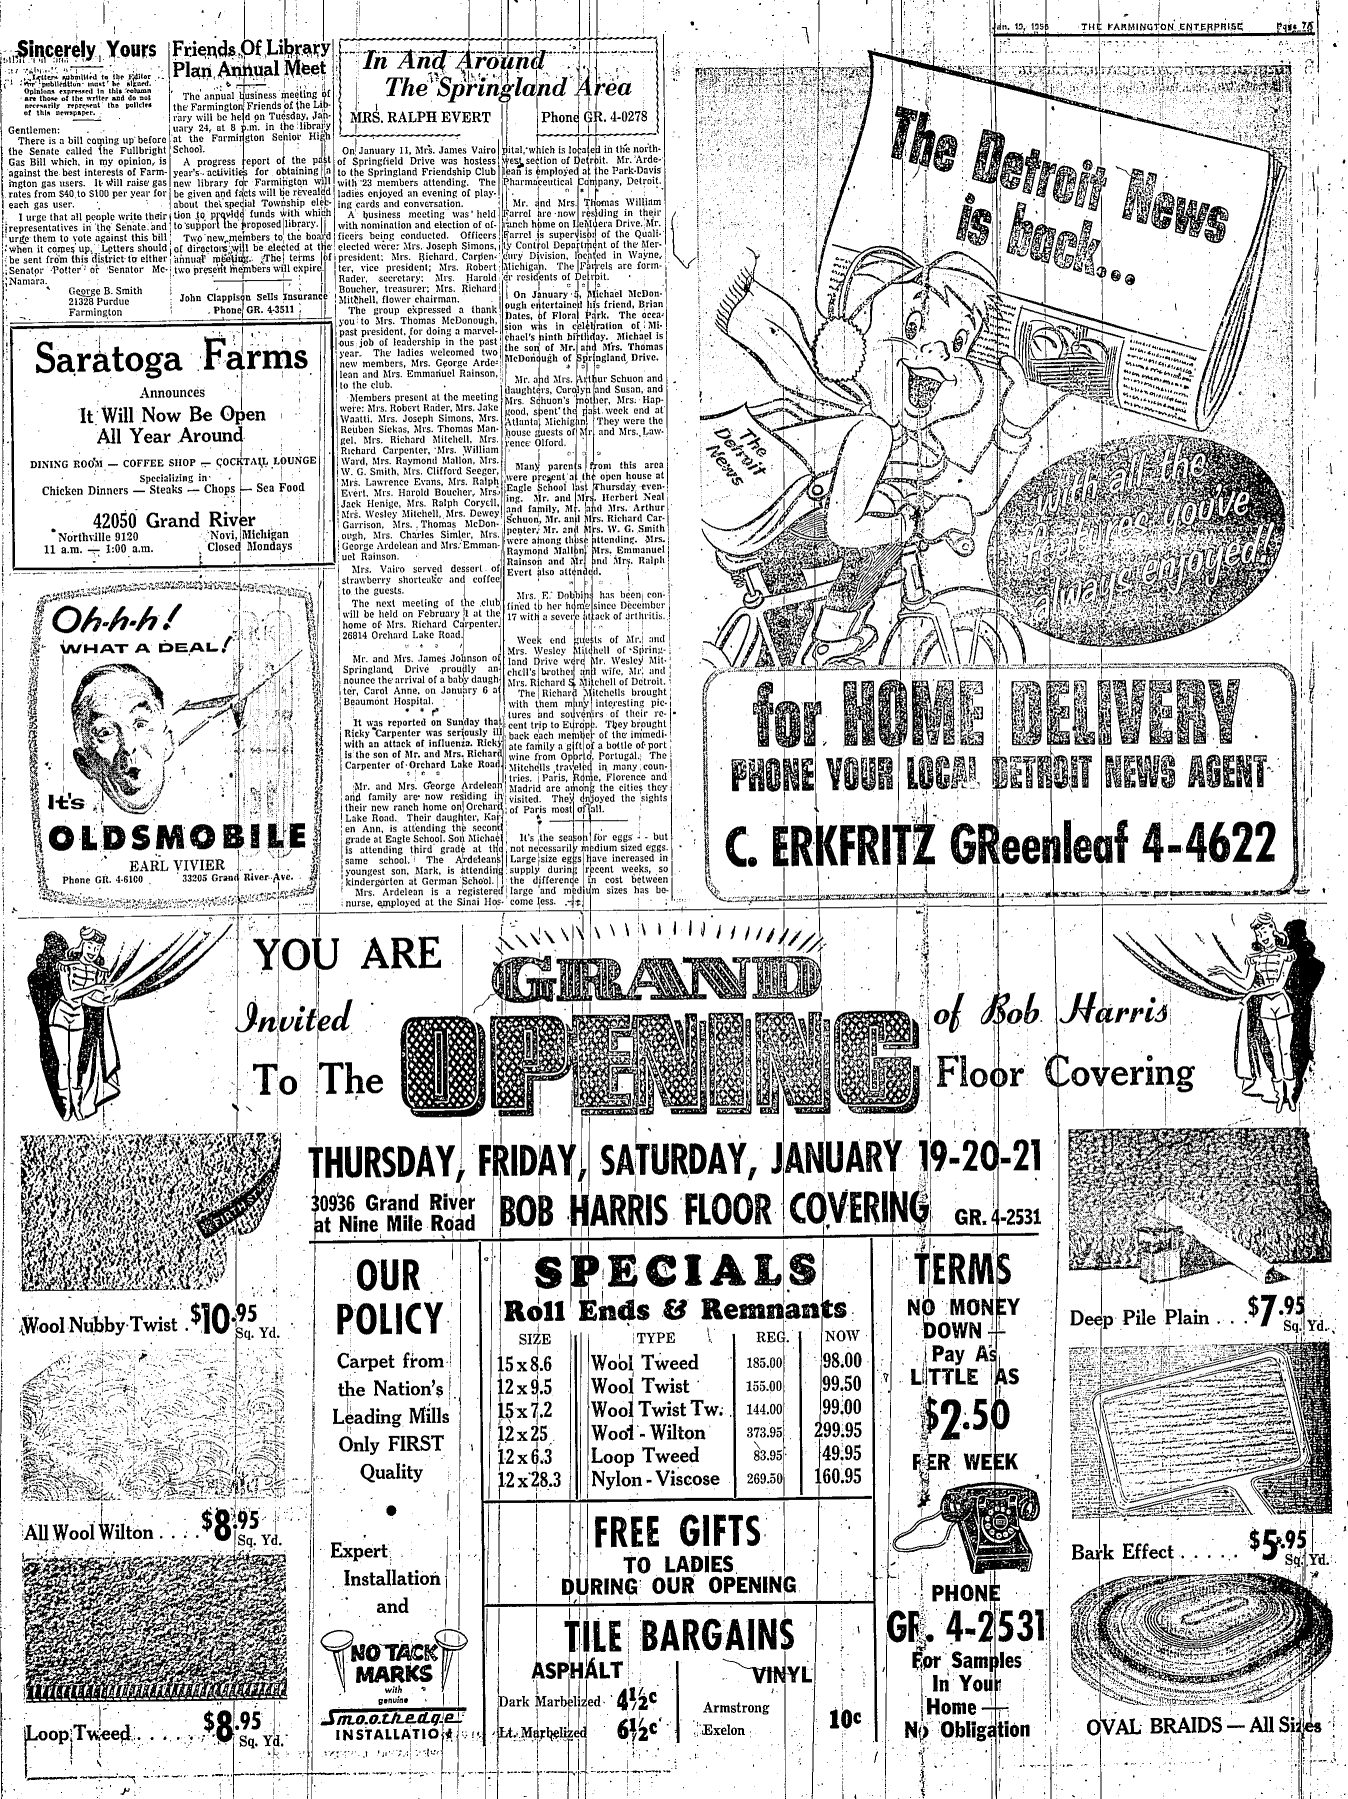 Jan. 19, 1956 THE FARMINGTON ENTERPRISE Page 7A
Sincerely Yours
Letters submitted to the Editor
for publication must be signed.
Opinions expressed in this column
are those of the writer and do not
necesarily represent the policies
of this newspaper.
Gentlemen:
There is a bill coming up before
the Senate called the Fullbright
Gas Bill which, in my opinion, is
against the best interests of Farm-
ington gas users. It will raise gas
rates from $40 to $100 per year for
each gas user.
I urge that all people write their
representatives in the Senate and
urge them to vote against this bill
when it comes up. Letters should
be sent from this district to either
Senator Potter or Senator Mc-
Namara.
George B. Smith
21328 Purdue
Farmington
Friends Of Library
Plan Annual Meet
The annual business meeting of
the Farmington Friends of the Lib-
rary will be held on Tuesday, Jan-
uary 24, at 8 p.m. in the library
at the Farmington Senior High
School.
A progress report of the past
year's activities for obtaining a
new library for Farmington will
be given and facts will be revealed
about the special Township elec-
tion to provide funds with which
to support the proposed library.
Two new members to the board
of directors will be elected at the
annual meeting. The terms of
two present members will expire.
John Clappison Sells Insurance
Phone GR. 4-3511
Saratoga Farms
Announces
It Will Now Be Open
All Year Around
DINING ROOM — COFFEE SHOP — COCKTAIL LOUNGE
Specializing in
Chicken Dinners — Steaks — Chops — Sea Food
42050 Grand River
Northville 9120 Novi, Michigan
11 a.m. — 1:00 a.m. Closed Mondays
Oh-h-h!
WHAT A DEAL!
It's
OLDSMOBILE
EARL VIVIER
Phone GR. 4-6100 33205 Grand River Ave.
In And Around
The Springland Area
MRS. RALPH EVERT Phone GR. 4-0278
On January 11, Mrs. James Vairo
of Springfield Drive was hostess
to the Springland Friendship Club
with 23 members attending. The
ladies enjoyed an evening of play-
ing cards and conversation.
A business meeting was held
with nomination and election of of-
ficers being conducted. Officers
elected were: Mrs. Joseph Simons,
president; Mrs. Richard Carpen-
ter, vice president; Mrs. Robert
Rader, secretary; Mrs. Harold
Boucher, treasurer; Mrs. Richard
Mitchell, flower chairman.
The group expressed a thank
you to Mrs. Thomas McDonough,
past president, for doing a marvel-
ous job of leadership in the past
year. The ladies welcomed two
new members, Mrs. George Arde-
lean and Mrs. Emmanuel Rainson,
to the club.
Members present at the meeting
were: Mrs. Robert Rader, Mrs. Jake
Waatti, Mrs. Joseph Simons, Mrs.
Reuben Siekas, Mrs. Thomas Man-
gel, Mrs. Richard Mitchell, Mrs.
Richard Carpenter, Mrs. William
Ward, Mrs. Raymond Mallon, Mrs.
W. G. Smith, Mrs. Clifford Seeger,
Mrs. Lawrence Evans, Mrs. Ralph
Evert, Mrs. Harold Boucher, Mrs.
Jack Henige, Mrs. Ralph Coryell,
Mrs. Wesley Mitchell, Mrs. Dewey
Garrison, Mrs. Thomas McDon-
ough, Mrs. Charles Simler, Mrs.
George Ardelean and Mrs. Emman-
uel Rainson.
Mrs. Vairo served dessert of
strawberry shortcake and coffee
to the guests.
The next meeting of the club
will be held on February 1 at the
home of Mrs. Richard Carpenter,
26814 Orchard Lake Road.
Mr. and Mrs. James Johnson of
Springland Drive proudly an-
nounce the arrival of a baby daugh-
ter, Carol Anne, on January 6 at
Beaumont Hospital.
It was reported on Sunday that
Ricky Carpenter was seriously ill
with an attack of influenza. Ricky
is the son of Mr. and Mrs. Richard
Carpenter of Orchard Lake Road.
Mr. and Mrs. George Ardelean
and family are now residing in
their new ranch home on Orchard
Lake Road. Their daughter, Kar-
en Ann, is attending the second
grade at Eagle School. Son Michael
is attending third grade at the
same school. The Ardeleans'
youngest son, Mark, is attending
kindergarten at German School.
Mrs. Ardelean is a registered
nurse, employed at the Sinai Hos-
pital, which is located in the north-
west section of Detroit. Mr. Arde-
lean is employed at the Park-Davis
Pharmaceutical Company, Detroit.
Mr. and Mrs. Thomas William
Farrel are now residing in their
ranch home on Lehuera Drive. Mr.
Farrel is supervisor of the Quali-
ty Control Department of the Mer-
cury Division, located in Wayne,
Michigan. The Farrels are form-
er residents of Detroit.
On January 5, Michael McDon-
ough entertained his friend, Brian
Dates, of Floral Park. The occa-
sion was in celebration of Mi-
chael's ninth birthday. Michael is
the son of Mr. and Mrs. Thomas
McDonough of Springland Drive.
Mr. and Mrs. Arthur Schuon and
daughters, Carolyn and Susan, and
Mrs. Schuon's mother, Mrs. Hap-
good, spent the past week end at
Atlanta, Michigan. They were the
house guests of Mr. and Mrs. Law-
rence Olford.
Many parents from this area
were present at the open house at
Eagle School last Thursday even-
ing. Mr. and Mrs. Herbert Neal
and family, Mr. and Mrs. Arthur
Schuon, Mr. and Mrs. Richard Car-
penter, Mr. and Mrs. W. G. Smith
were among those attending. Mrs.
Raymond Mallon, Mrs. Emmanuel
Rainson and Mr. and Mrs. Ralph
Evert also attended.
Mrs. E. Dobbins has been con-
fined to her home since December
17 with a severe attack of arthritis.
Week end guests of Mr. and
Mrs. Wesley Mitchell of Spring-
land Drive were Mr. Wesley Mit-
chell's brother and wife, Mr. and
Mrs. Richard S. Mitchell of Detroit.
The Richard Mitchells brought
with them many interesting pic-
tures and souvenirs of their re-
cent trip to Europe. They brought
back each member of the immedi-
ate family a gift of a bottle of port
wine from Oporto, Portugal. The
Mitchells traveled in many coun-
tries. Paris, Rome, Florence and
Madrid are among the cities they
visited. They enjoyed the sights
of Paris most of all.
It's the season for eggs -- but
not necessarily medium sized eggs.
Large size eggs have increased in
supply during recent weeks, so
the difference in cost between
large and medium sizes has be-
come less.
The Detroit News
is back...
The
Detroit
News
with all the
features you've
always enjoyed!!
for HOME DELIVERY
PHONE YOUR LOCAL DETROIT NEWS AGENT
C. ERKFRITZ GReenleaf 4-4622
YOU ARE
Invited
To The
GRAND
OPENING
of Bob Harris
Floor Covering
THURSDAY, FRIDAY, SATURDAY, JANUARY 19-20-21
30936 Grand River
at Nine Mile Road
BOB HARRIS FLOOR COVERING GR. 4-2531
Wool Nubby Twist . $10.95 Sq. Yd.
All Wool Wilton . . . . $8.95 Sq. Yd.
Loop Tweed . . . . . . $8.95 Sq. Yd.
OUR
POLICY
Carpet from
the Nation's
Leading Mills
Only FIRST
Quality
Expert
Installation
and
NO TACK
MARKS
with
genuine
Smoothedge
INSTALLATION
SPECIALS
Roll Ends & Remnants
SIZE TYPE REG. NOW
15 x 8.6 Wool Tweed 185.00 98.00
12 x 9.5 Wool Twist 155.00 99.50
15 x 7.2 Wool Twist Tw. 144.00 99.00
12 x 25 Wool - Wilton 373.95 299.95
12 x 6.3 Loop Tweed 83.95 49.95
12 x 28.3 Nylon - Viscose 269.50 160.95
FREE GIFTS
TO LADIES
DURING OUR OPENING
TILE BARGAINS
ASPHALT VINYL
Dark Marbelized 4½c
Lt. Marbelized 6½c
Armstrong
Exelon 10c
TERMS
NO MONEY
DOWN —
Pay As
LITTLE AS
$2.50
PER WEEK
PHONE
GR. 4-2531
For Samples
In Your
Home —
No Obligation
Deep Pile Plain . . . $7.95 Sq. Yd.
Bark Effect . . . . . . $5.95 Sq. Yd.
OVAL BRAIDS — All Sizes